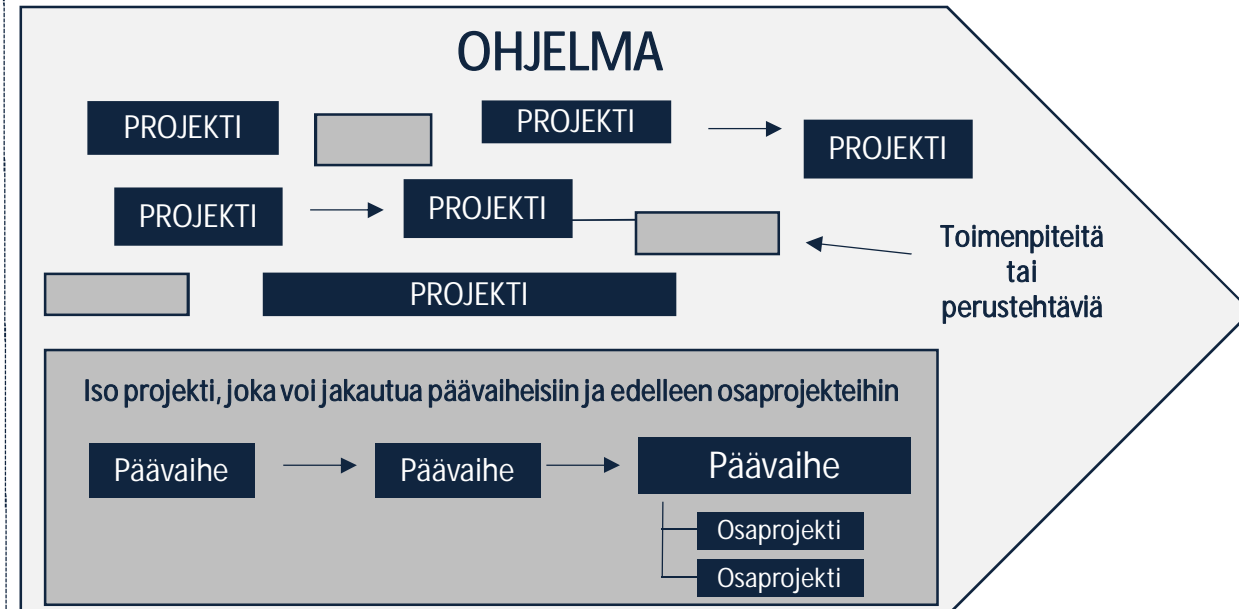 OHJELMA
PROJEKTI
PROJEKTI
PROJEKTI
PROJEKTI
PROJEKTI
Toimenpiteitä
tai
perustehtäviä
PROJEKTI
Iso projekti, joka voi jakautua päävaiheisiin ja edelleen osaprojekteihin
Päävaihe
Päävaihe
Päävaihe
Osaprojekti
Osaprojekti